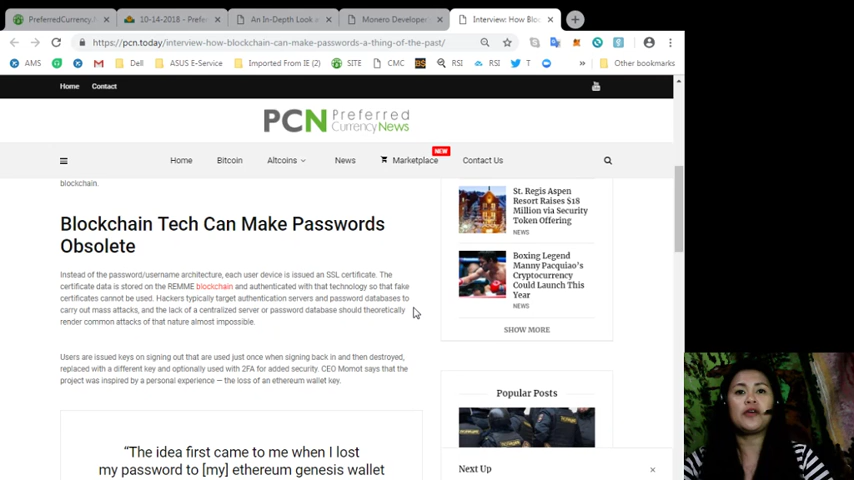 PreferredCurrency.
10-14-2018 - Prefer
An In-Depth Look
Monero Developers
Interview: How Bloc
https://pcn.today/interview-how-blockchain-can-make-passwords-a-thing-of-the-past/
AMS
Dell
ASUS E-Service
Imported From IE (2)
SITE
CMC
RSI
RSI
T
»
Other bookmarks
Home
Contact
PCN Preferred
Currency News
NEW
Home
Bitcoin
Altcoins
News
Marketplace
Contact Us
blockchain.
Blockchain Tech Can Make Passwords
Obsolete
Instead of the password/username architecture, each user device is issued an SSL certificate. The
certificate data is stored on the REMME blockchain and authenticated with that technology so that fake
certificates cannot be used. Hackers typically target authentication servers and password databases to
carry out mass attacks, and the lack of a centralized server or password database should theoretically
render common attacks of that nature almost impossible.
Users are issued keys on signing out that are used just once when signing back in and then destroyed,
replaced with a different key and optionally used with 2FA for added security. CEO Momot says that the
project was inspired by a personal experience — the loss of an ethereum wallet key.
“The idea first came to me when I lost
my password to [my] ethereum genesis wallet
St. Regis Aspen
Resort Raises $18
Million via Security
Token Offering
NEWS
Boxing Legend
Manny Pacquiao's
Cryptocurrency
Could Launch This
Year
NEWS
SHOW MORE
Popular Posts
Next Up